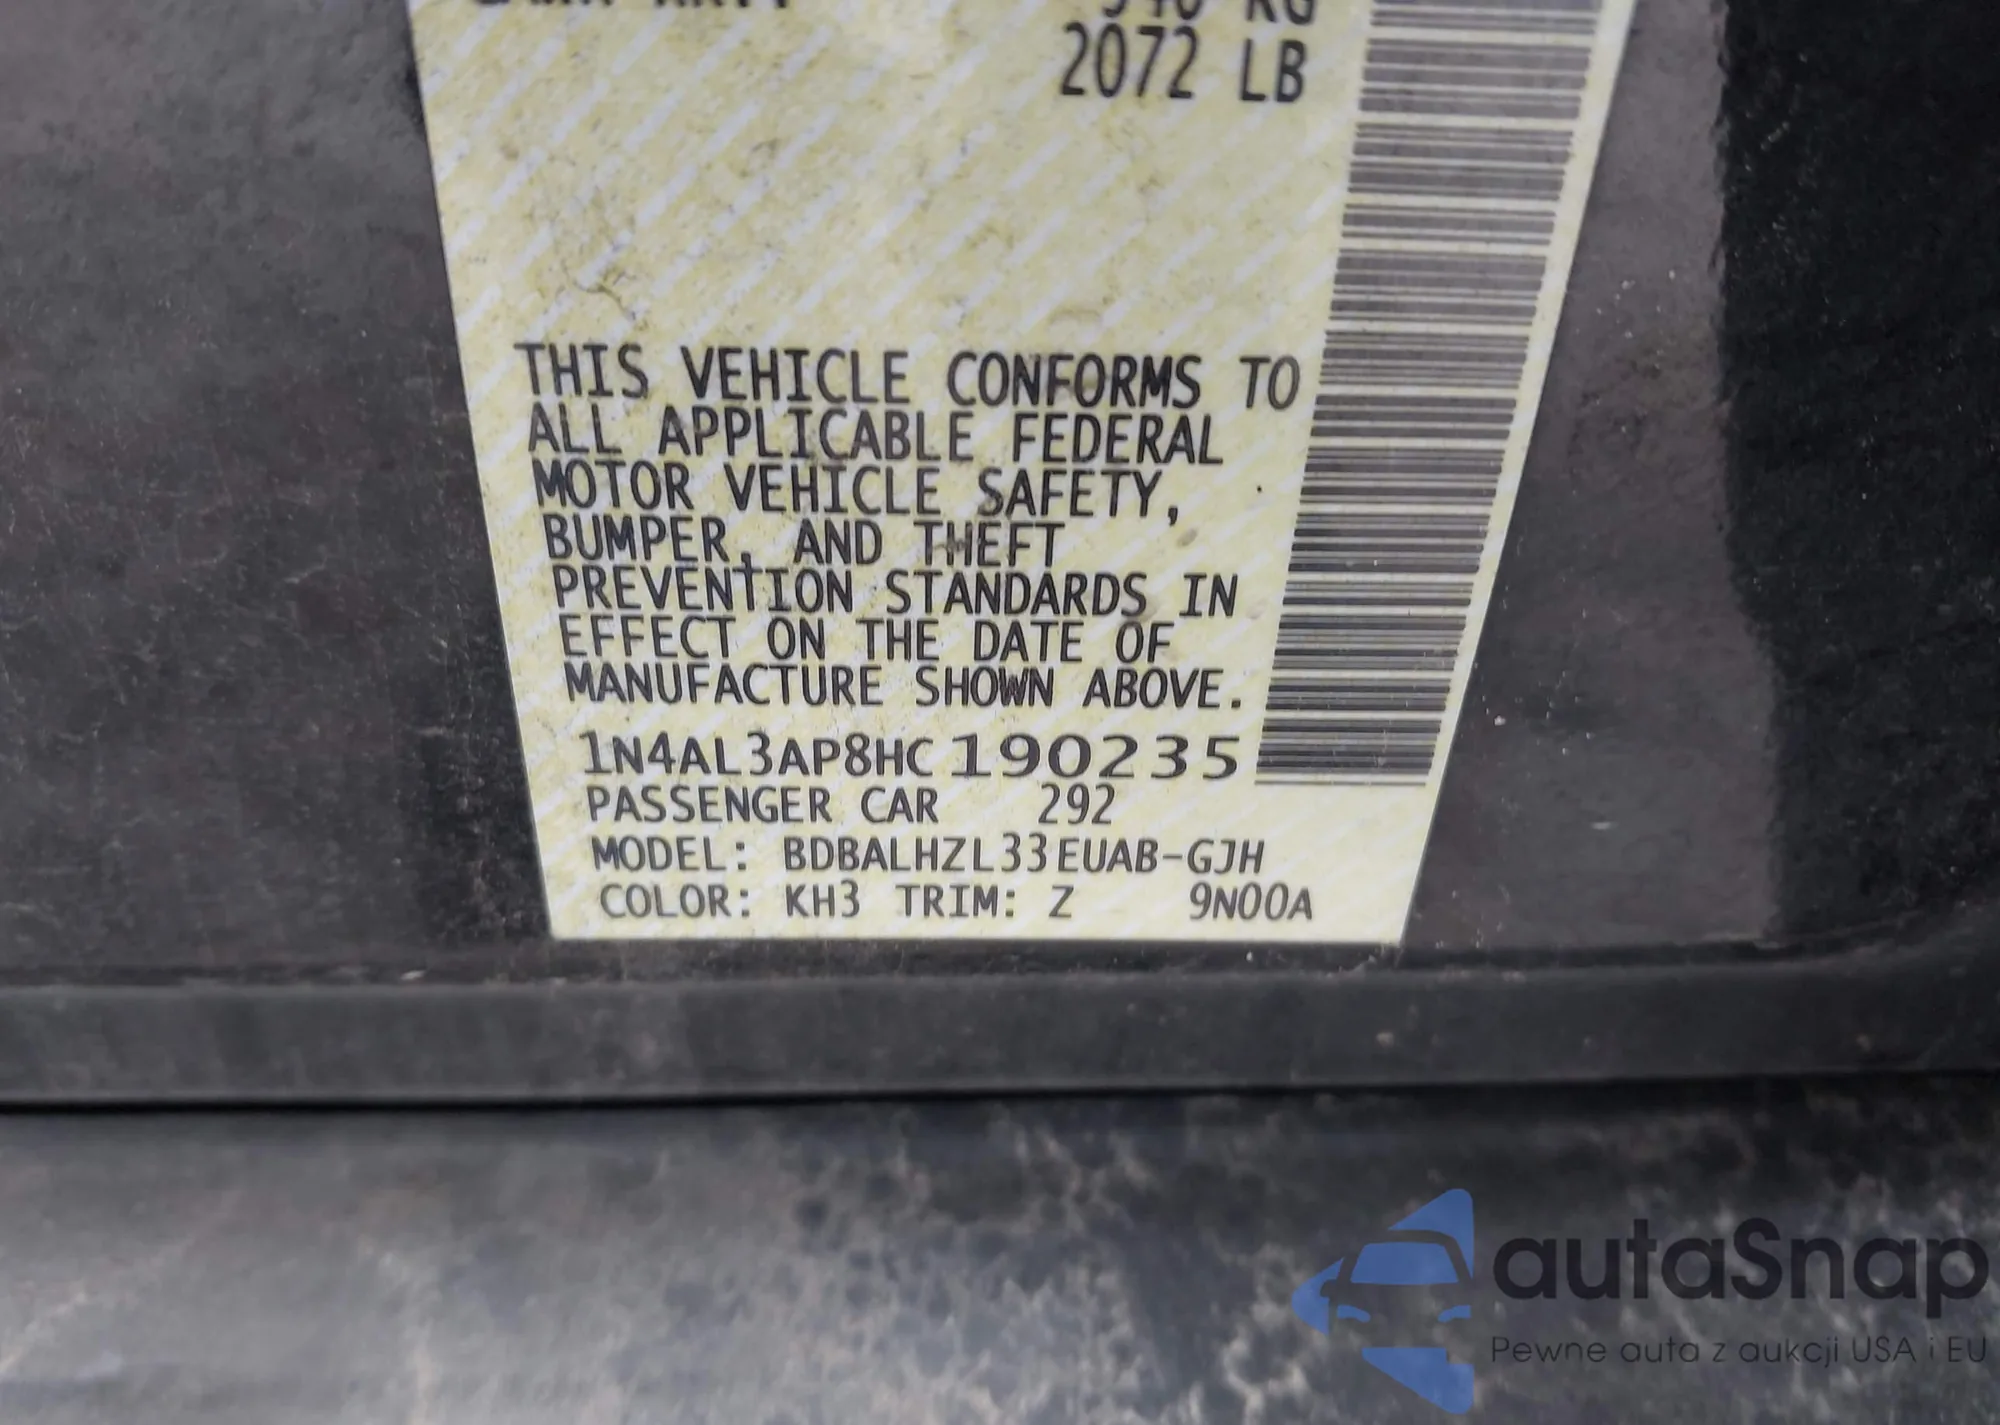 940 KG
2072 LB
THIS VEHICLE CONFORMS TO
ALL APPLICABLE FEDERAL
MOTOR VEHICLE SAFETY,
BUMPER, AND THEFT
PREVENTION STANDARDS IN
EFFECT ON THE DATE OF
MANUFACTURE SHOWN ABOVE.
1N4AL3AP8HC190235
PASSENGER CAR 292
MODEL: BDBALHZL33EUAB-GJH
COLOR: KH3 TRIM: Z 9N00A
autaSnap
Pewne auta z aukcji USA i EU